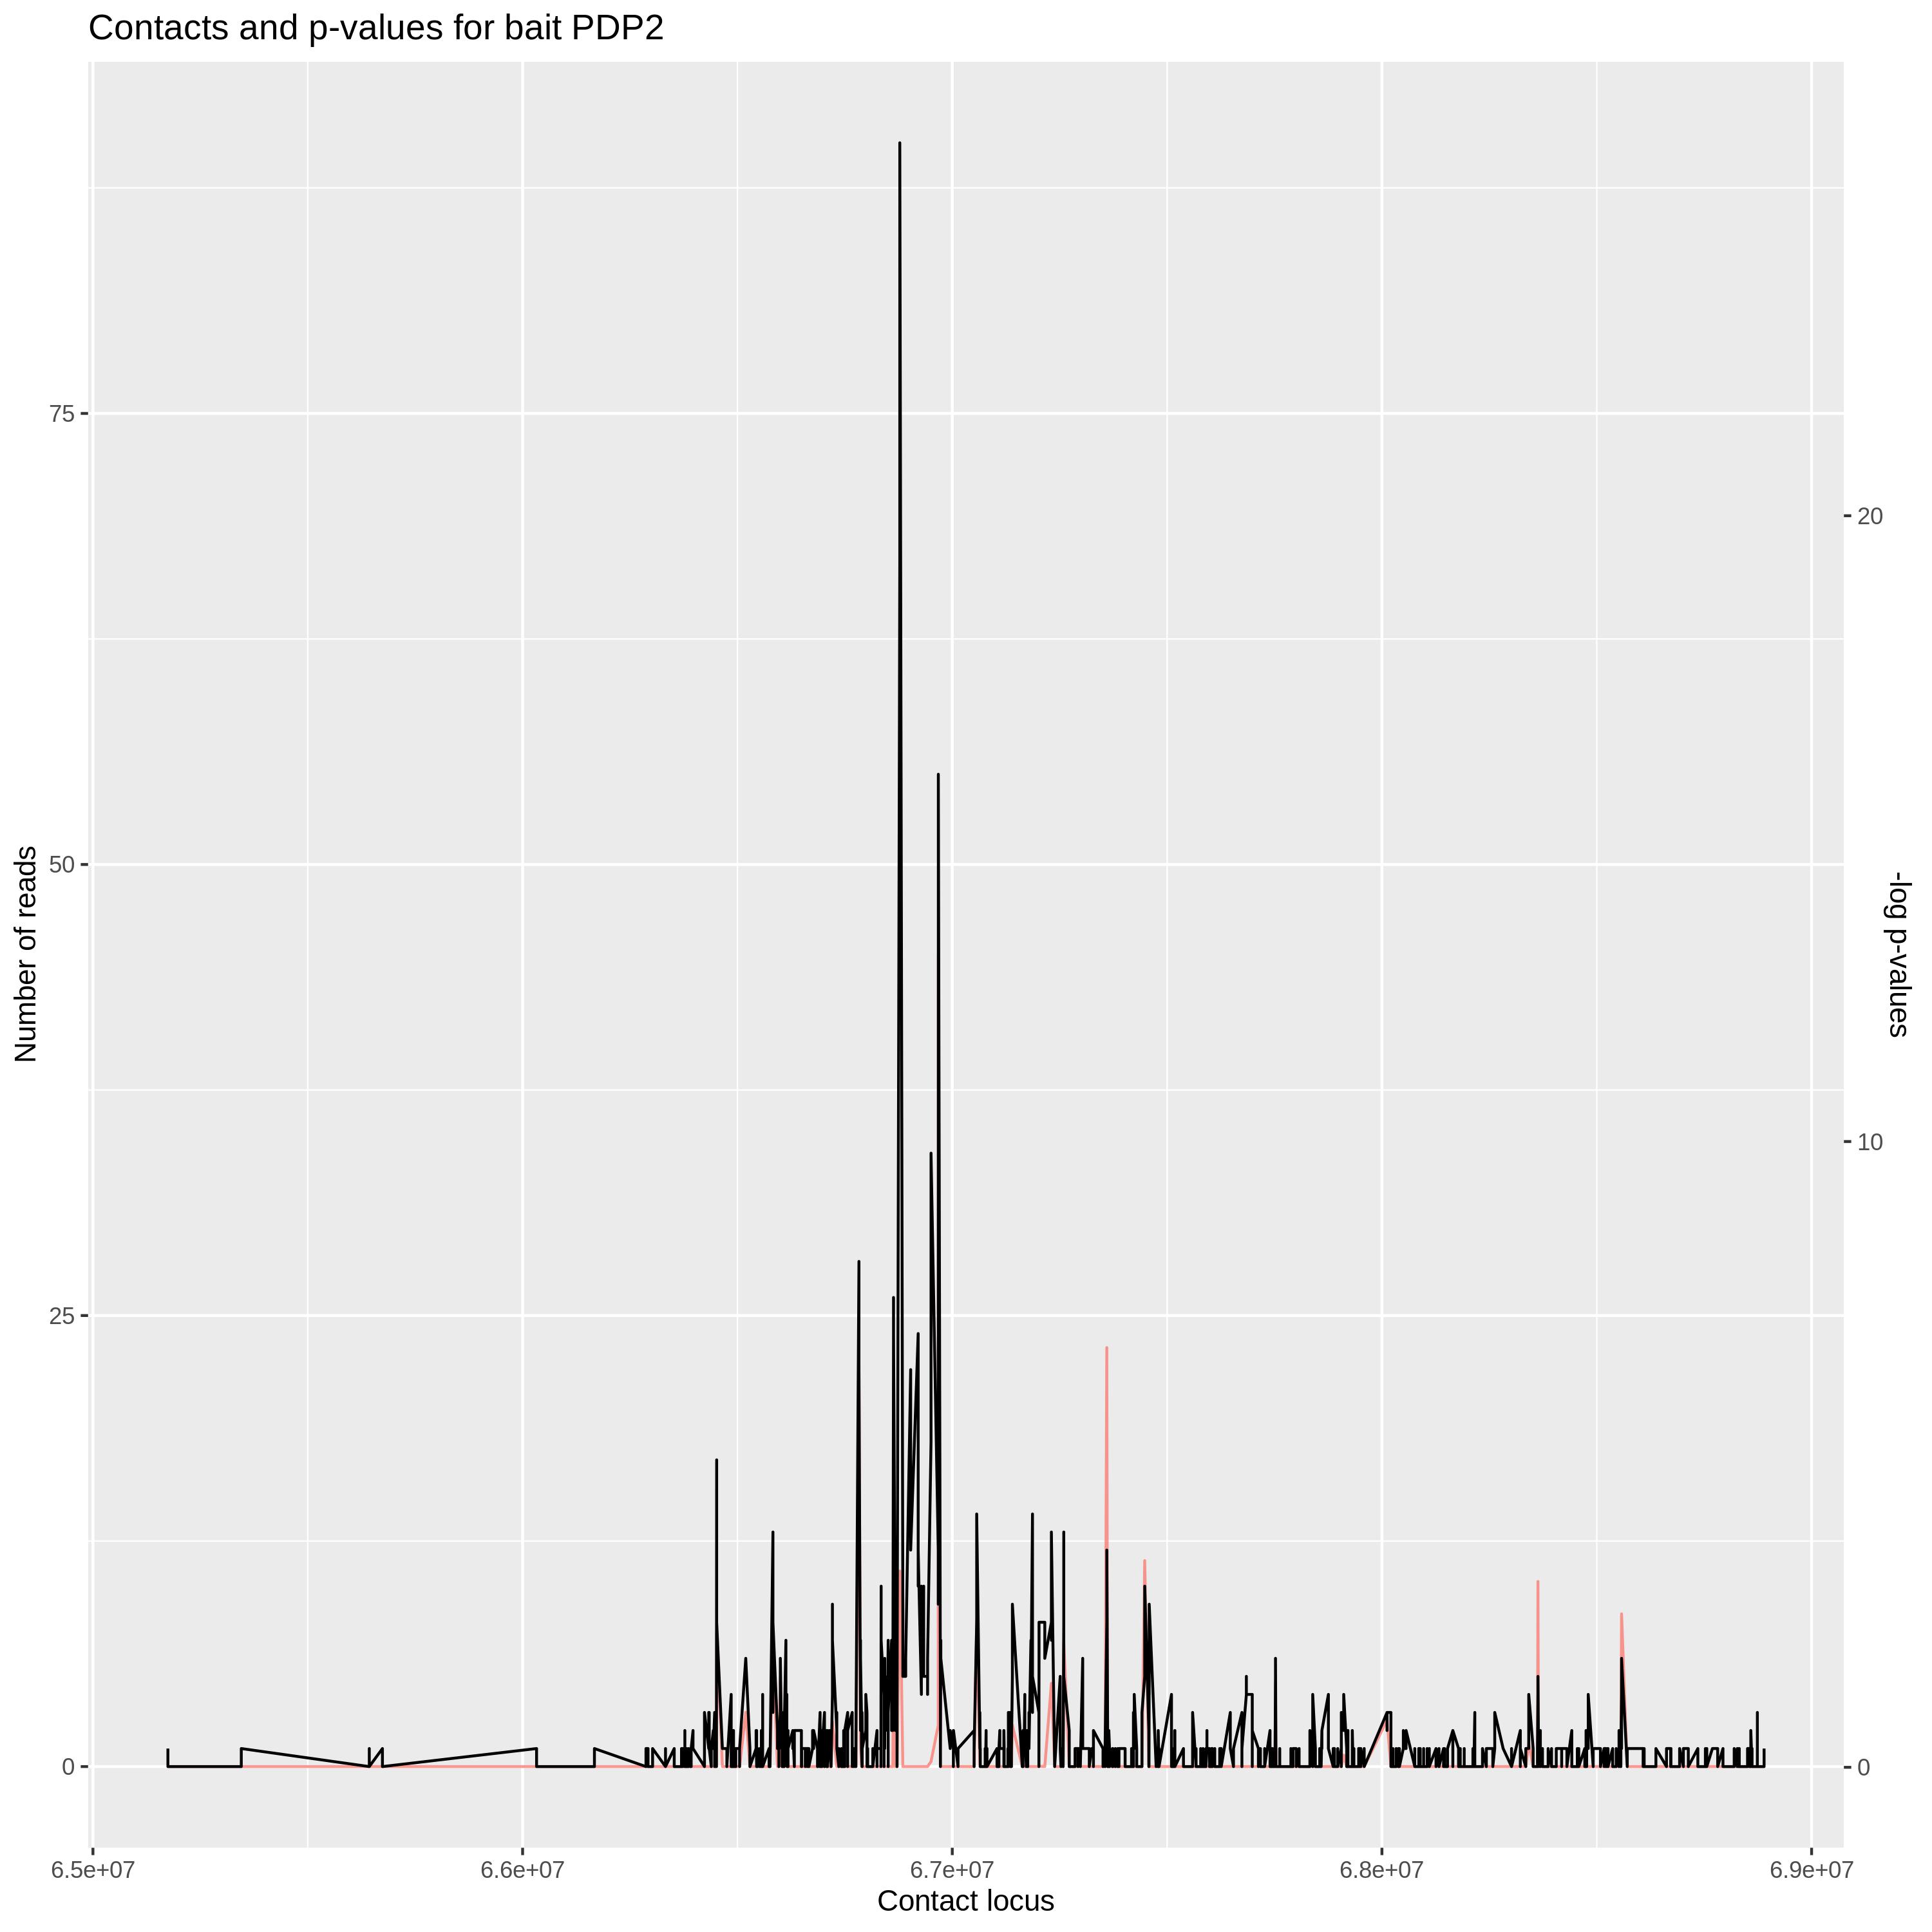 Contacts and p-values for bait PDP2
75
50
25
0
Number of reads
20
10
0
-log p-values
6.5e+07
6.6e+07
6.7e+07
6.8e+07
6.9e+07
Contact locus